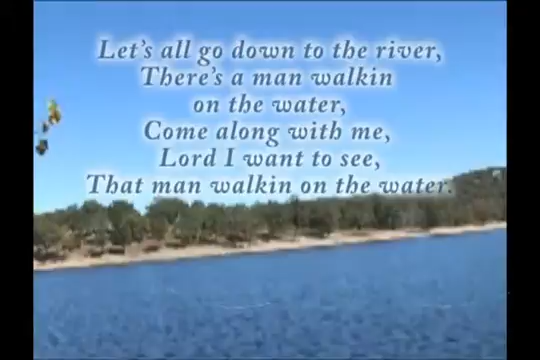 Let's all go down to the river,
There's a man walkin
on the water,
Come along with me,
Lord I want to see,
That man walkin on the water.